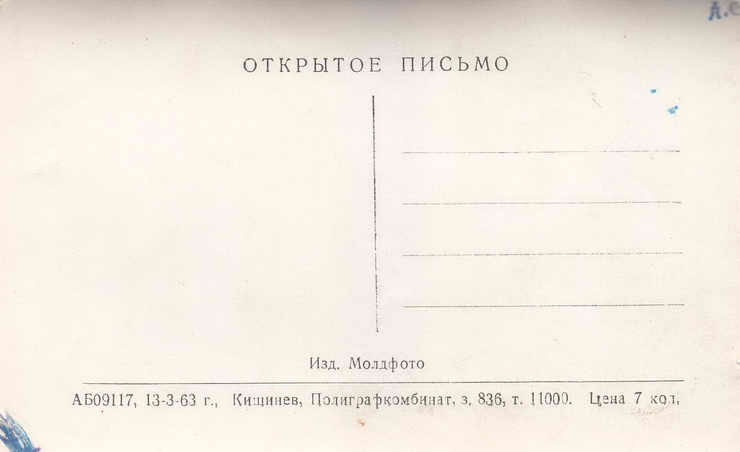 ОТКРЫТОЕ ПИСЬМО
Изд. Молдфото
АБ09117, 13-3-63 г., Кишинев, Полиграфкомбинат, з. 836, т. 11000. Цена 7 коп.